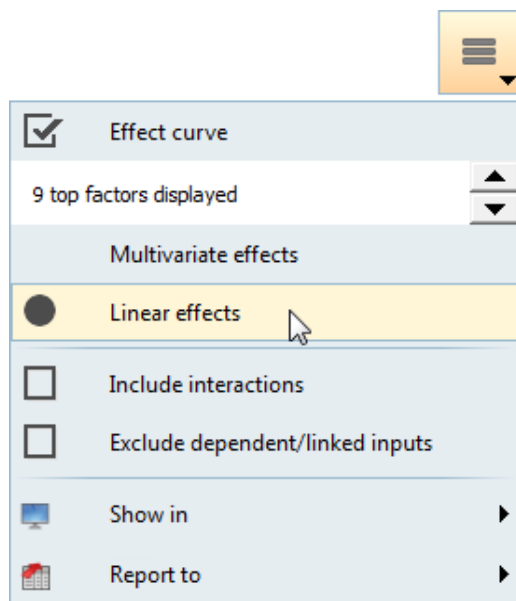 Effect curve
9 top factors displayed
Multivariate effects
Linear effects
Include interactions
Exclude dependent/linked inputs
Show in
Report to